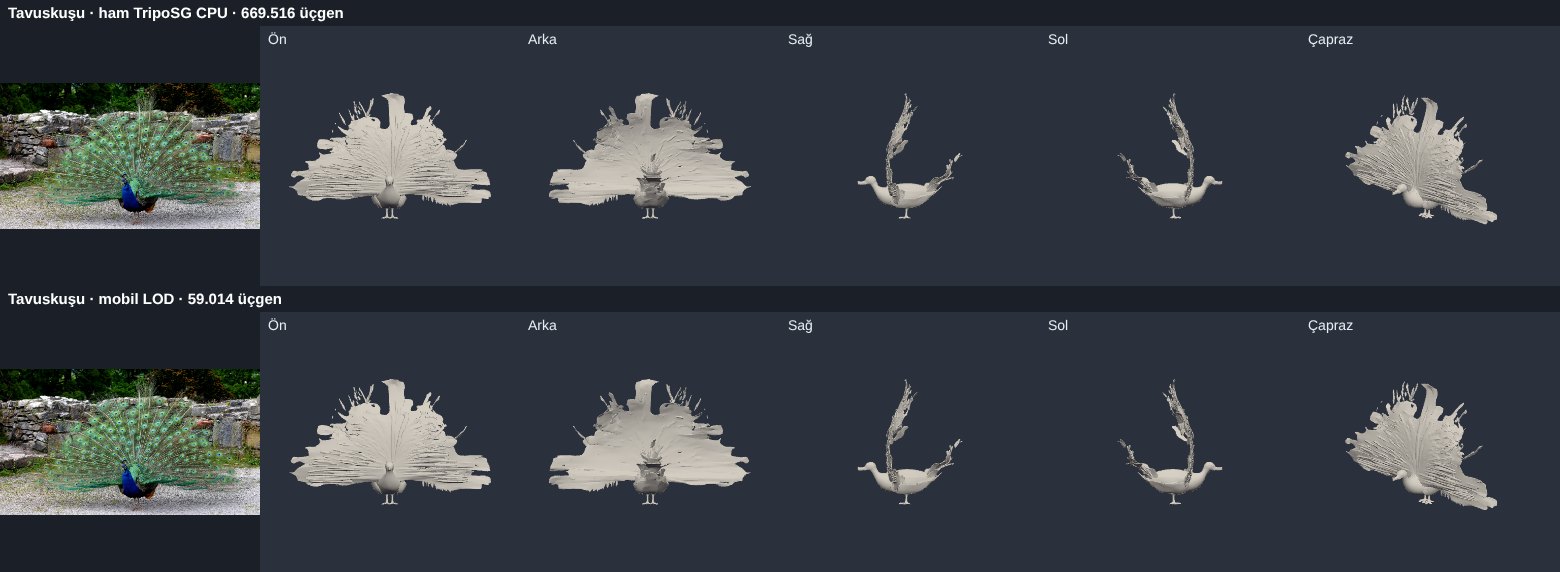 Tavuskuşu · ham TripoSG CPU · 669.516 üçgen
Ön Arka Sağ Sol Çapraz
Tavuskuşu · mobil LOD · 59.014 üçgen
Ön Arka Sağ Sol Çapraz